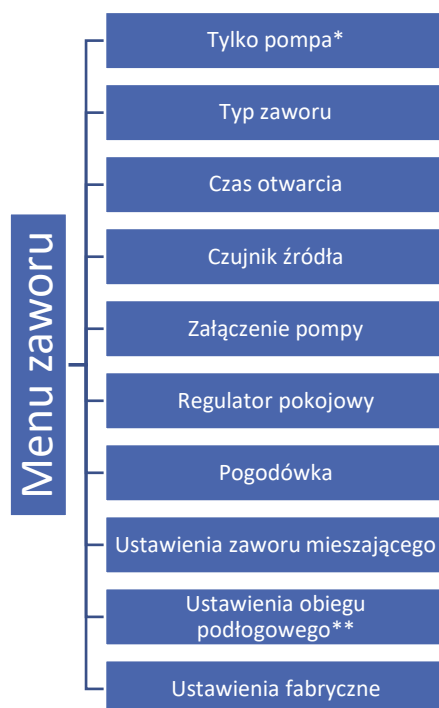 Menu zaworu
Tylko pompa*
Typ zaworu
Czas otwarcia
Czujnik źródła
Załączenie pompy
Regulator pokojowy
Pogodówka
Ustawienia zaworu mieszającego
Ustawienia obiegu
podłogowego**
Ustawienia fabryczne